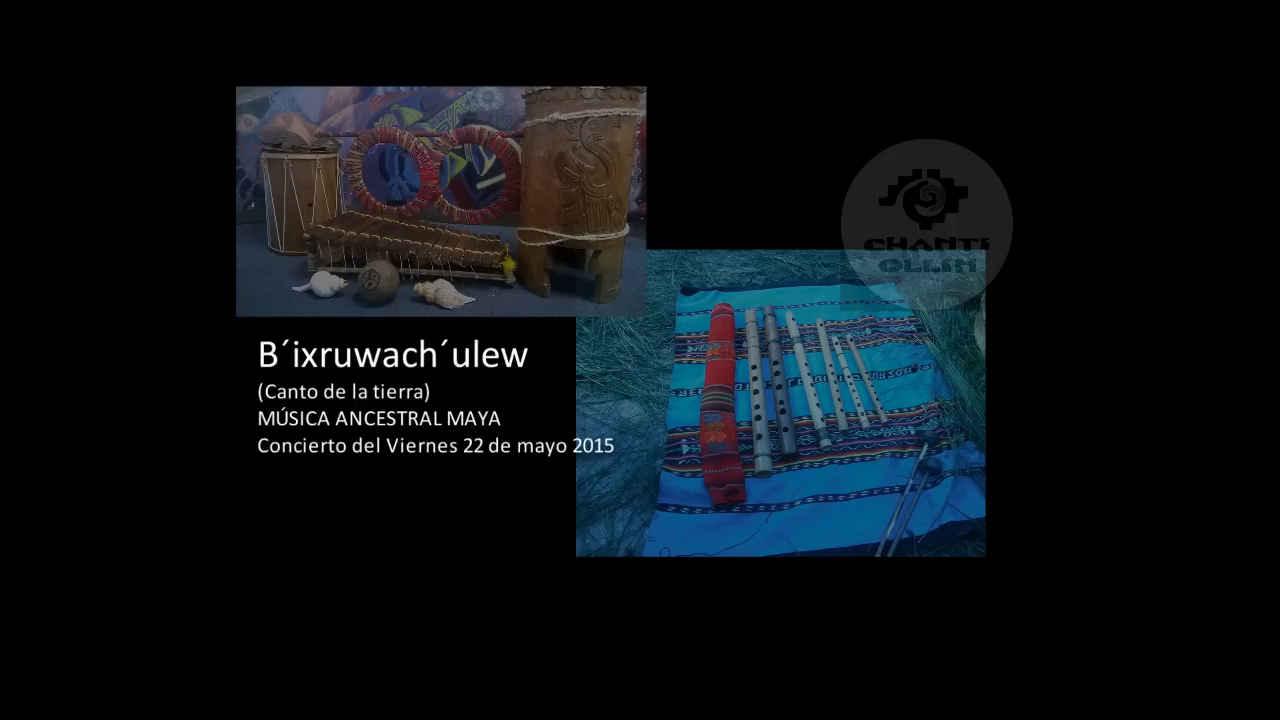 B´ixruwach´ulew
(Canto de la tierra)
MÚSICA ANCESTRAL MAYA
Concierto del Viernes 22 de mayo 2015
CHANTI
OLLIN